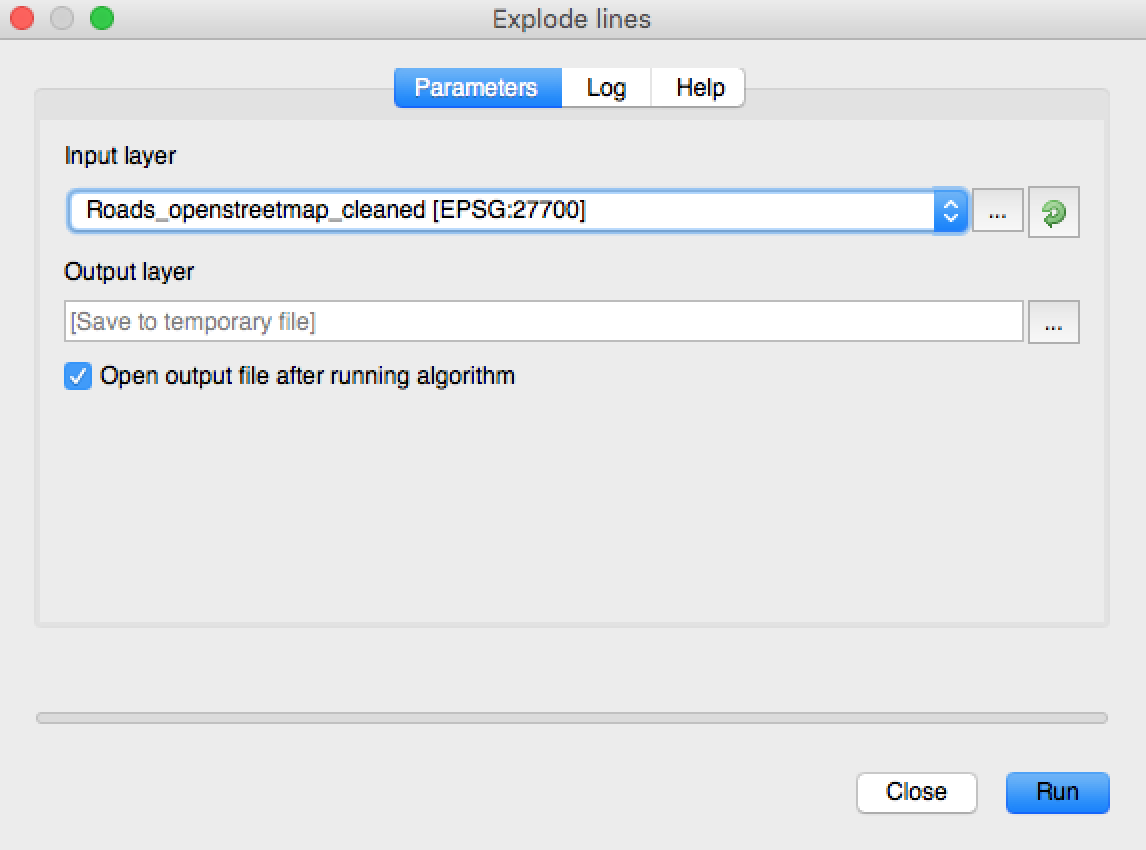 Explode lines
Parameters Log Help
Input layer
Roads_openstreetmap_cleaned [EPSG:27700]
...
Output layer
[Save to temporary file]
...
Open output file after running algorithm
Close Run